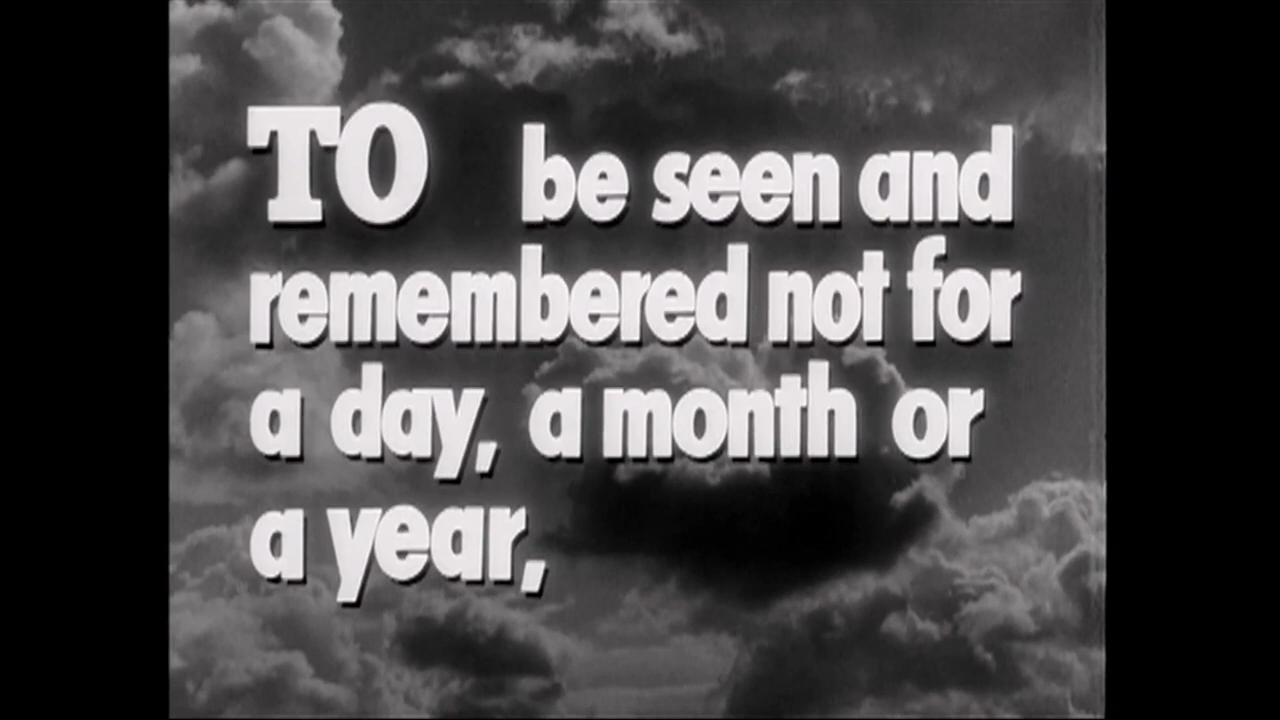 TO be seen and
remembered not for
a day, a month or
a year,